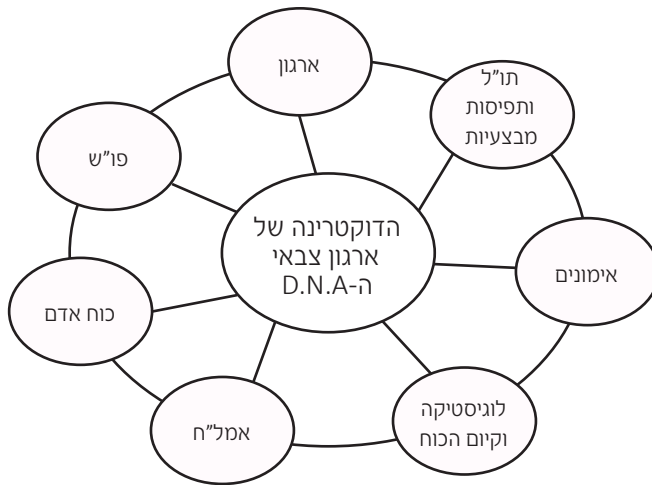 ארגון
תו"ל
ותפיסות
מבצעיות
פו"ש
הדוקטרינה של
ארגון צבאי
ה-D.N.A
אימונים
כוח אדם
לוגיסטיקה
וקיום הכוח
אמל"ח